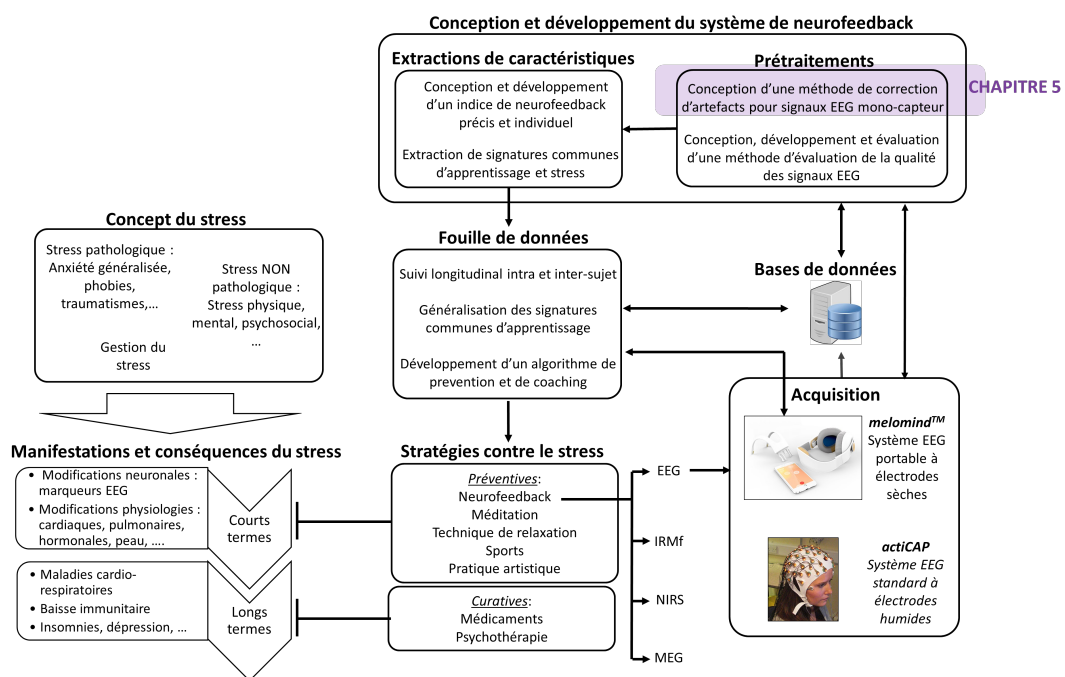 Conception et développement du système de neurofeedback
Extractions de caractéristiques
Conception et développement
d'un indice de neurofeedback
précis et individuel
Extraction de signatures communes
d'apprentissage et stress
Prétraitements
Conception d'une méthode de correction
d'artefacts pour signaux EEG mono-capteur
Conception, développement et évaluation
d'une méthode d'évaluation de la qualité
des signaux EEG
CHAPITRE 5
Concept du stress
Stress pathologique :
Anxiété généralisée,
phobies,
traumatismes,…
Stress NON
pathologique :
Stress physique,
mental, psychosocial,
…
Gestion du
stress
Fouille de données
Suivi longitudinal intra et inter-sujet
Généralisation des signatures
communes d'apprentissage
Développement d'un algorithme de
prevention et de coaching
Bases de données
Acquisition
melomindTM
Système EEG
portable à
électrodes
sèches
actiCAP
Système EEG
standard à
électrodes
humides
Manifestations et conséquences du stress
• Modifications neuronales :
marqueurs EEG
• Modifications physiologies :
cardiaques, pulmonaires,
hormonales, peau, ….
Courts
termes
• Maladies cardio-
respiratoires
• Baisse immunitaire
• Insomnies, dépression, …
Longs
termes
Stratégies contre le stress
Préventives:
Neurofeedback
Méditation
Technique de relaxation
Sports
Pratique artistique
Curatives:
Médicaments
Psychothérapie
EEG
IRMf
NIRS
MEG